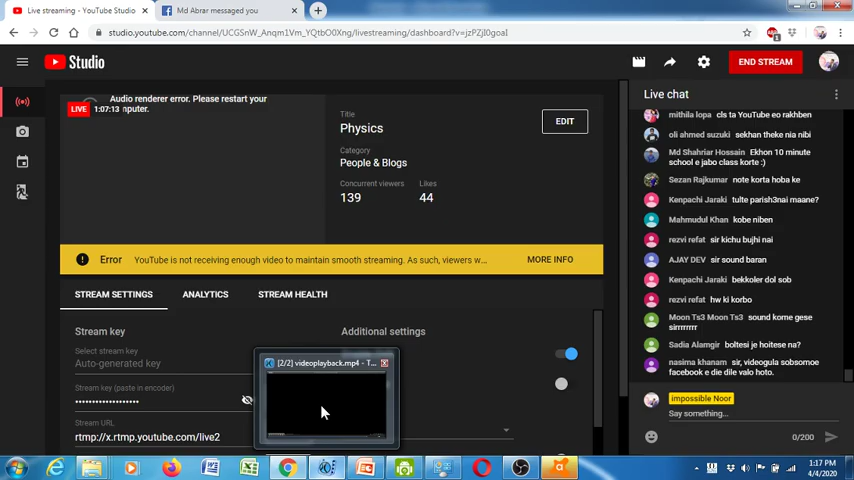 Live streaming - YouTube Studio
Md Abrar messaged you
studio.youtube.com/channel/UCGSnW_AnosqKY1K9UtbO0Xng/livestreaming/dashboard?v=jzPZjI0goaI
Studio
END STREAM
Audio renderer error. Please restart your
LIVE 1:07:13 nputer.
Title
Physics
EDIT
Category
People & Blogs
Concurrent viewers
Likes
139
44
Error YouTube is not receiving enough video to maintain smooth streaming. As such, viewers w...
MORE INFO
STREAM SETTINGS
ANALYTICS
STREAM HEALTH
Stream key
Additional settings
Select stream key
Auto-generated key
Stream key (paste in encoder)
••••••••••••••••••
Stream URL
rtmp://x.rtmp.youtube.com/live2
[2/2] videoplayback.mp4 - T...
Live chat
mithila lopa cls ta YouTube eo rakhben
oli ahmed suzuki sekhan theke nia nibi
Md Shahriar Hossain Ekhon 10 minute
school e jabo class korte :)
Sezan Rajkumar note korta hoba ke
Kenpachi Jaraki tulte parish3nai maane?
Mahmudul Khan kobe niben
rezvi refat sir kichu bujhi nai
AJAY DEV sir sound baran
Kenpachi Jaraki bekkoler dol sob
rezvi refat hw ki korbo
Moon Ts3 Moon Ts3 sound kome gese
sirrrrrrrr
Sadia Alamgir boltesi je hoitese na?
nasima khanam sir, videogula sobsomoe
facebook e die dile valo hoto.
impossible Noor
Say something...
0/200
1:17 PM
4/4/2020